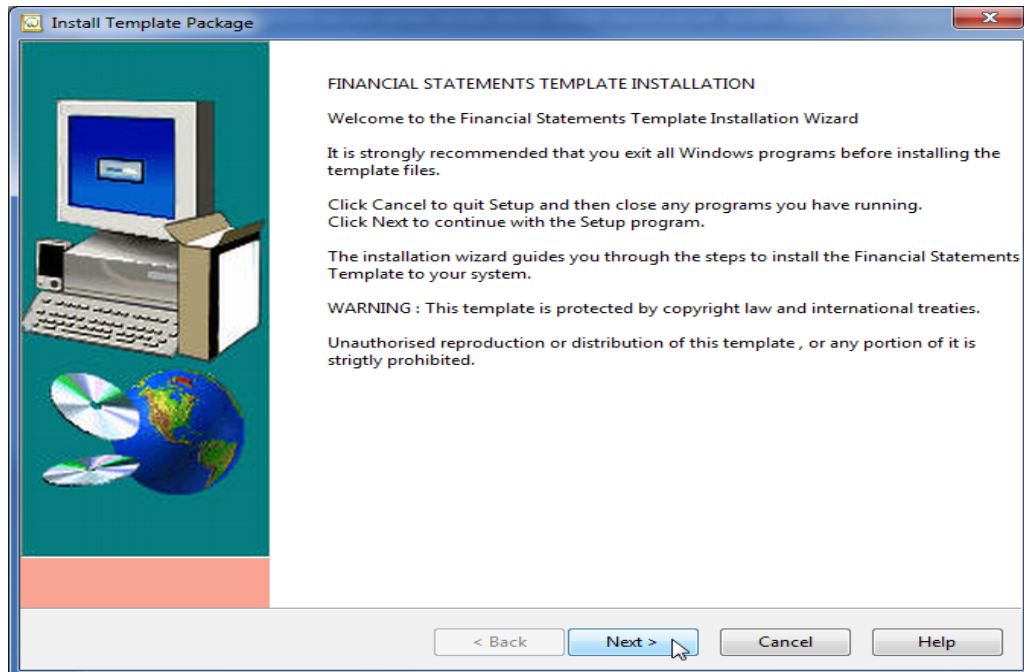 Install Template Package
FINANCIAL STATEMENTS TEMPLATE INSTALLATION
Welcome to the Financial Statements Template Installation Wizard
It is strongly recommended that you exit all Windows programs before installing the
template files.
Click Cancel to quit Setup and then close any programs you have running.
Click Next to continue with the Setup program.
The installation wizard guides you through the steps to install the Financial Statements
Template to your system.
WARNING : This template is protected by copyright law and international treaties.
Unauthorised reproduction or distribution of this template , or any portion of it is
strigtly prohibited.
< Back
Next >
Cancel
Help